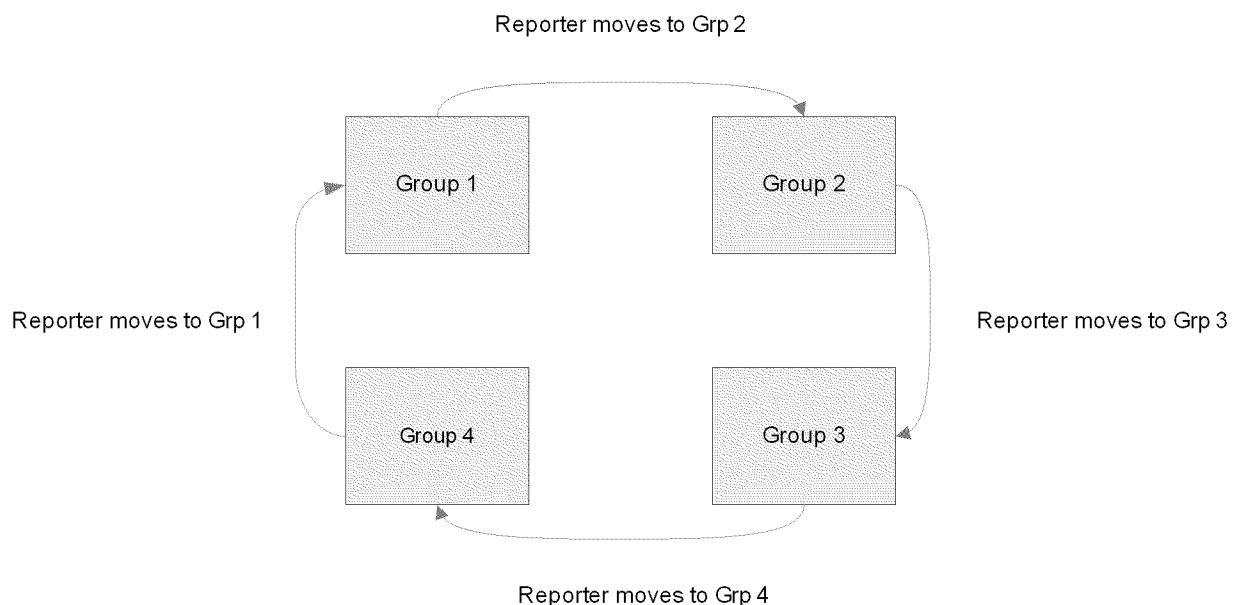 Reporter moves to Grp 2
Group 1
Group 2
Reporter moves to Grp 1
Reporter moves to Grp 3
Group 4
Group 3
Reporter moves to Grp 4